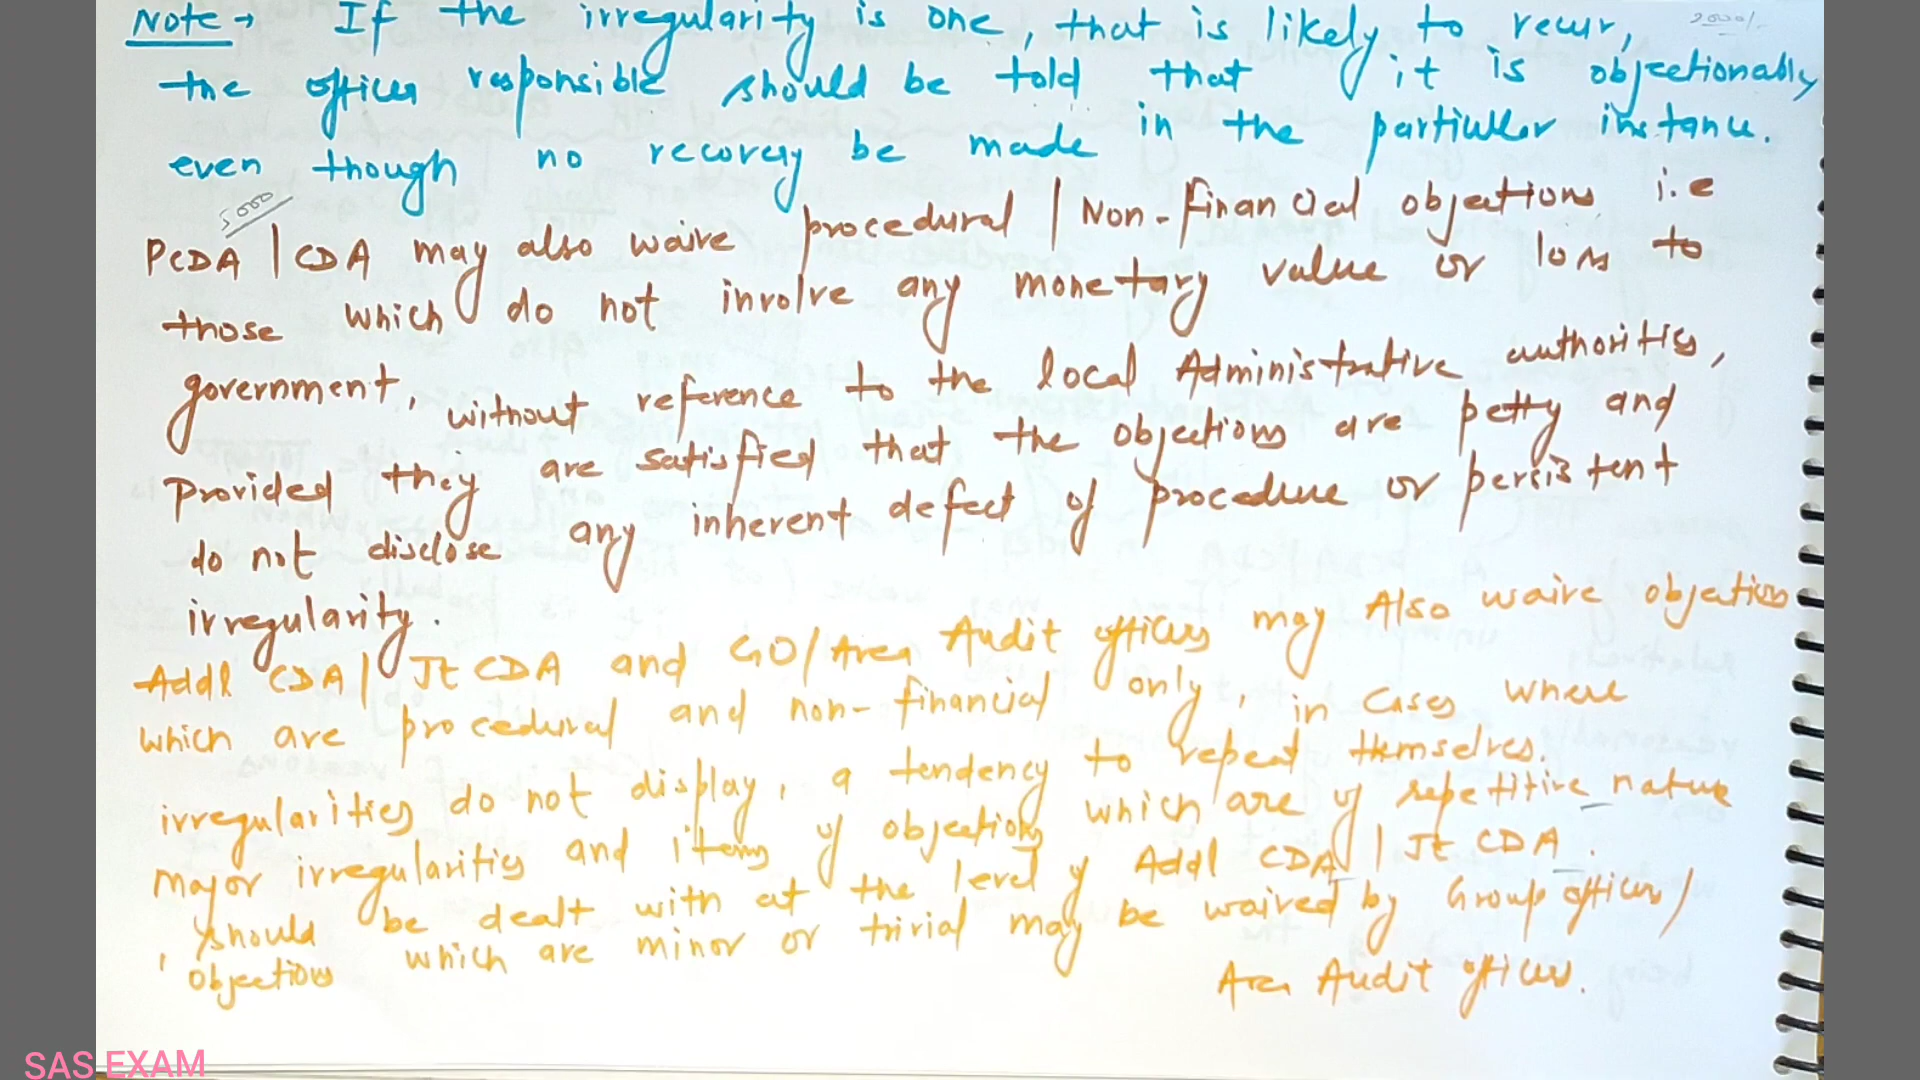 Note → If the irregularity is one, that is likely to recur,
the officer responsible should be told that it is objectionably
even though no recovery be made in the particular instance.
5000
PCDA | CDA may also waive procedural | Non-Financial objections i.e
those which do not involve any monetary value or loss to
government, without reference to the local Administrative authorities,
Provided they are satisfied that the objections are petty and
do not disclose any inherent defect of procedure or persistent
irregularity.
Addl CDA | Jt CDA and GO/Area Audit officers may Also waive objections
which are procedural and non-financial only, in Cases where
irregularities do not display, a tendency to repeat themselves.
Major irregularities and items of objections which are of repetitive nature
should be dealt with at the level of Addl CDA | Jt CDA.
objections which are minor or trivial may be waived by Group officers/
Area Audit officers.
SAS EXAM